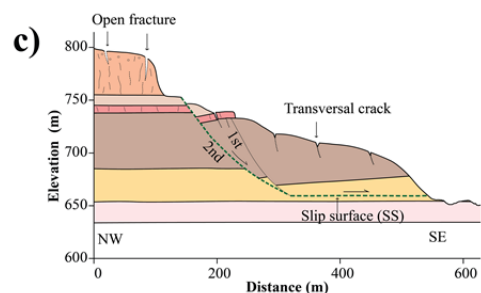 c)
Open fracture
800
750
700
650
600
Elevation (m)
Transversal crack
1st
2nd
Slip surface (SS)
NW
SE
0
200
400
600
Distance (m)